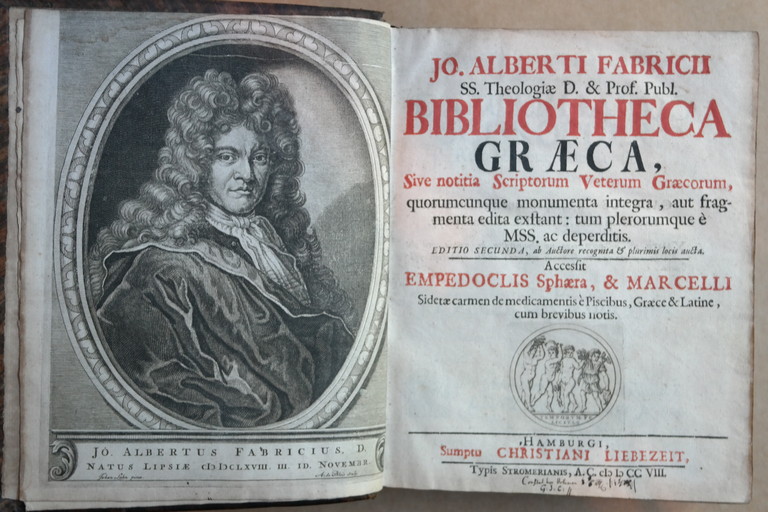 JO. ALBERTUS FABRICIUS. D.
NATUS LIPSIÆ cIↃ IↃCLXVIII. III. ID. NOVEMBR.
JO. ALBERTI FABRICII
SS. Theologiæ D. & Prof. Publ.
BIBLIOTHECA
GRÆCA,
Sive notitia Scriptorum Veterum Græcorum,
quorumcunque monumenta integra, aut frag-
menta edita exstant: tum plerorumque è
MSS. ac deperditis.
EDITIO SECUNDA, ab Auctore recognita & plurimis locis aucta.
Accessit
EMPEDOCLIS Sphæra, & MARCELLI
Sidetæ carmen de medicamentis è Piscibus, Græce & Latine,
cum brevibus notis.
HAMBURGI,
Sumptu CHRISTIANI LIEBEZEIT,
Typis STROMERIANIS, A.C. cIↃ IↃ CC VIII.